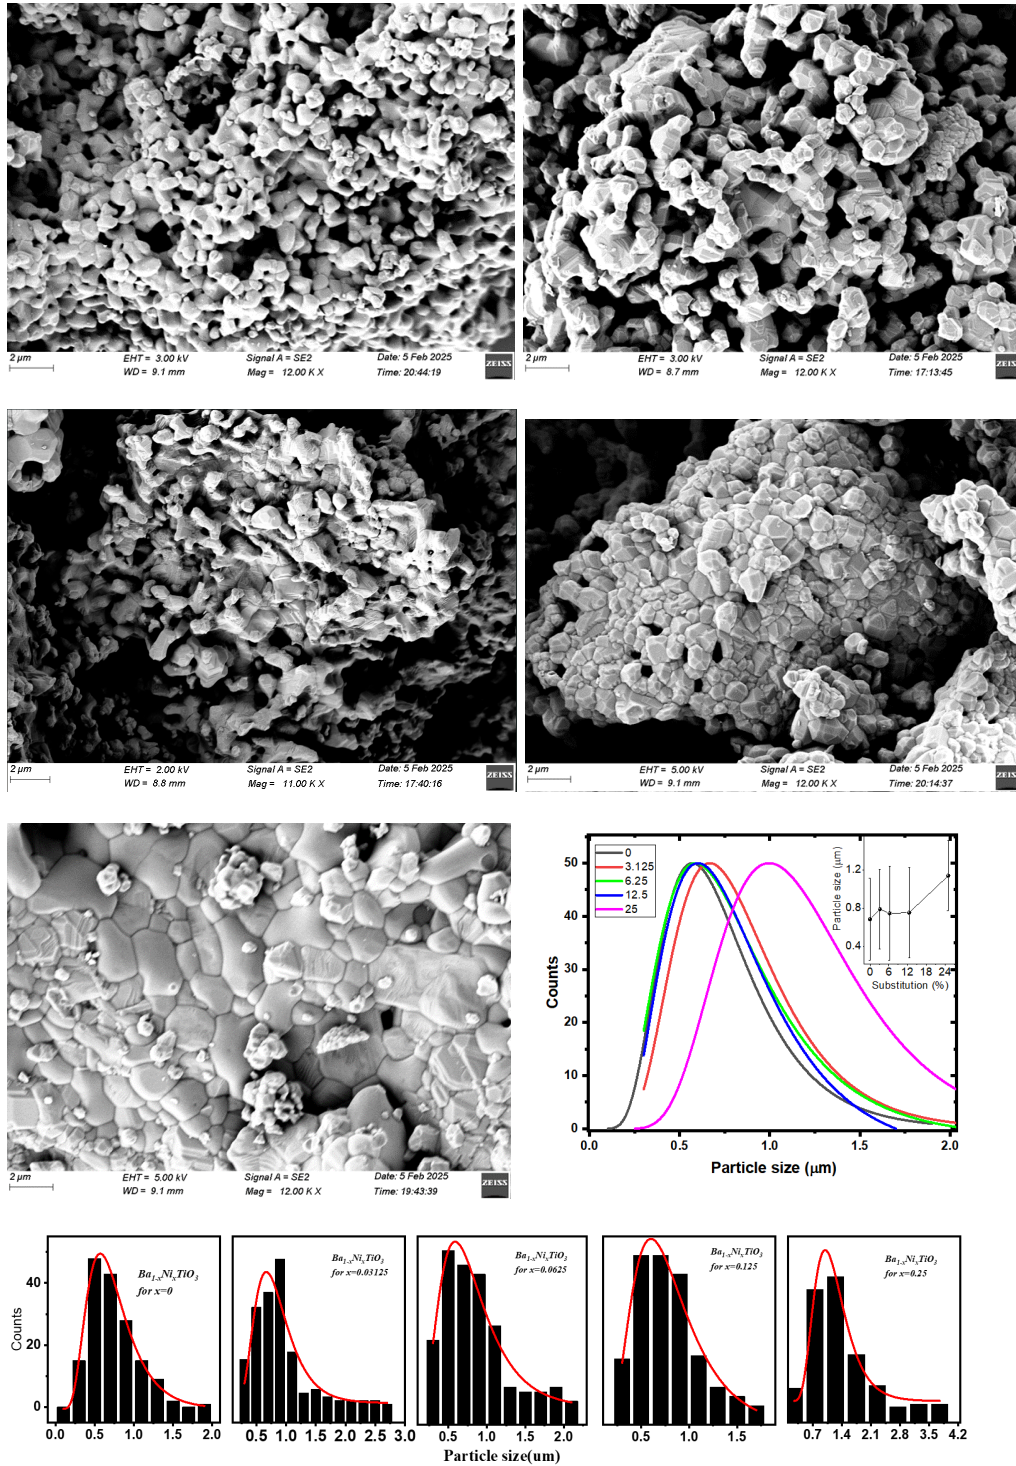 2 µm
EHT = 3.00 kV
Signal A = SE2
Date: 5 Feb 2025
WD = 9.1 mm
Mag = 12.00 K X
Time: 20:44:19
ZEISS
2 µm
EHT = 3.00 kV
Signal A = SE2
Date: 5 Feb 2025
WD = 8.7 mm
Mag = 12.00 K X
Time: 17:13:45
ZEISS
2 µm
EHT = 2.00 kV
Signal A = SE2
Date: 5 Feb 2025
WD = 8.8 mm
Mag = 11.00 K X
Time: 17:40:16
ZEISS
2 µm
EHT = 5.00 kV
Signal A = SE2
Date: 5 Feb 2025
WD = 9.1 mm
Mag = 12.00 K X
Time: 20:14:37
ZEISS
2 µm
EHT = 5.00 kV
Signal A = SE2
Date: 5 Feb 2025
WD = 9.1 mm
Mag = 12.00 K X
Time: 19:43:39
ZEISS
Counts
50
40
30
20
10
0
0
3.125
6.25
12.5
25
Particle size (µm)
1.2
0.8
0.4
0 6 12 18 24
Substitution (%)
0.0 0.5 1.0 1.5 2.0
Particle size (µm)
Counts
40
20
0
Ba1-xNixTiO3
for x=0
0.0 0.5 1.0 1.5 2.0
Ba1-xNixTiO3
for x=0.03125
0.5 1.0 1.5 2.0 2.5 3.0
Ba1-xNixTiO3
for x=0.0625
0.5 1.0 1.5 2.0
Ba1-xNixTiO3
for x=0.125
0.5 1.0 1.5
Ba1-xNixTiO3
for x=0.25
0.7 1.4 2.1 2.8 3.5 4.2
Particle size(um)